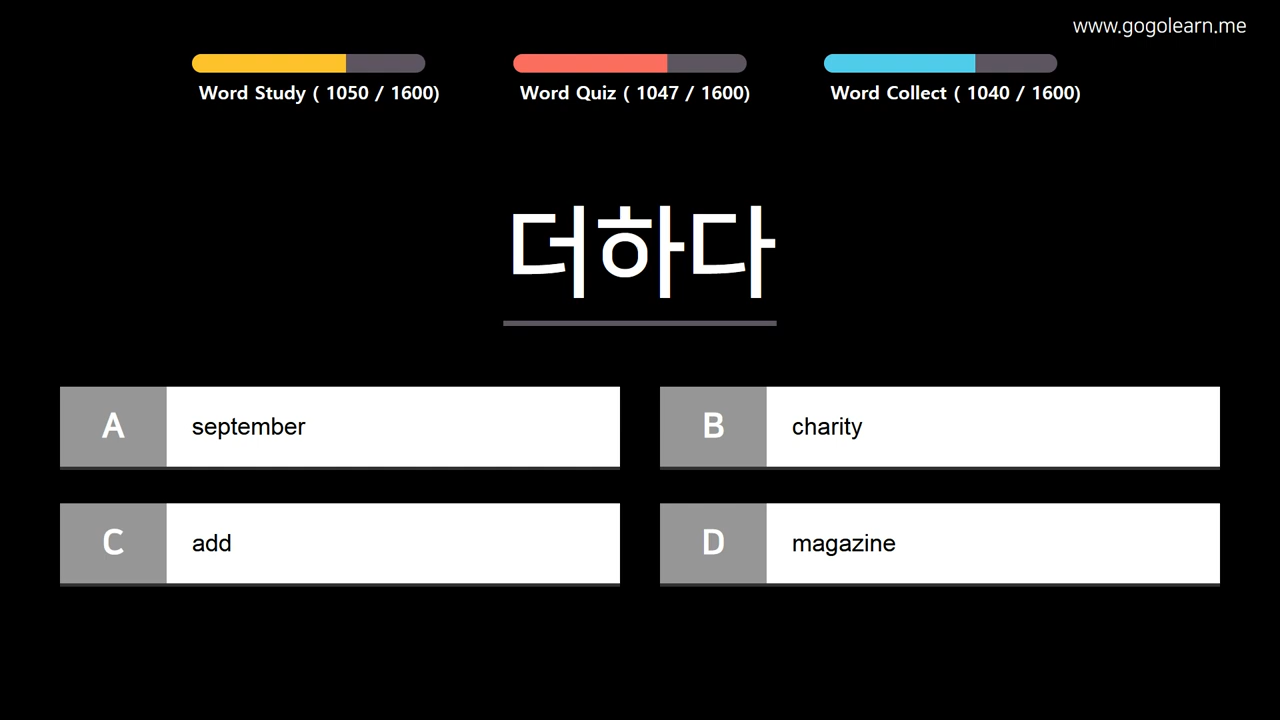 www.gogolearn.me
Word Study ( 1050 / 1600)
Word Quiz ( 1047 / 1600)
Word Collect ( 1040 / 1600)
더하다
A september
B charity
C add
D magazine